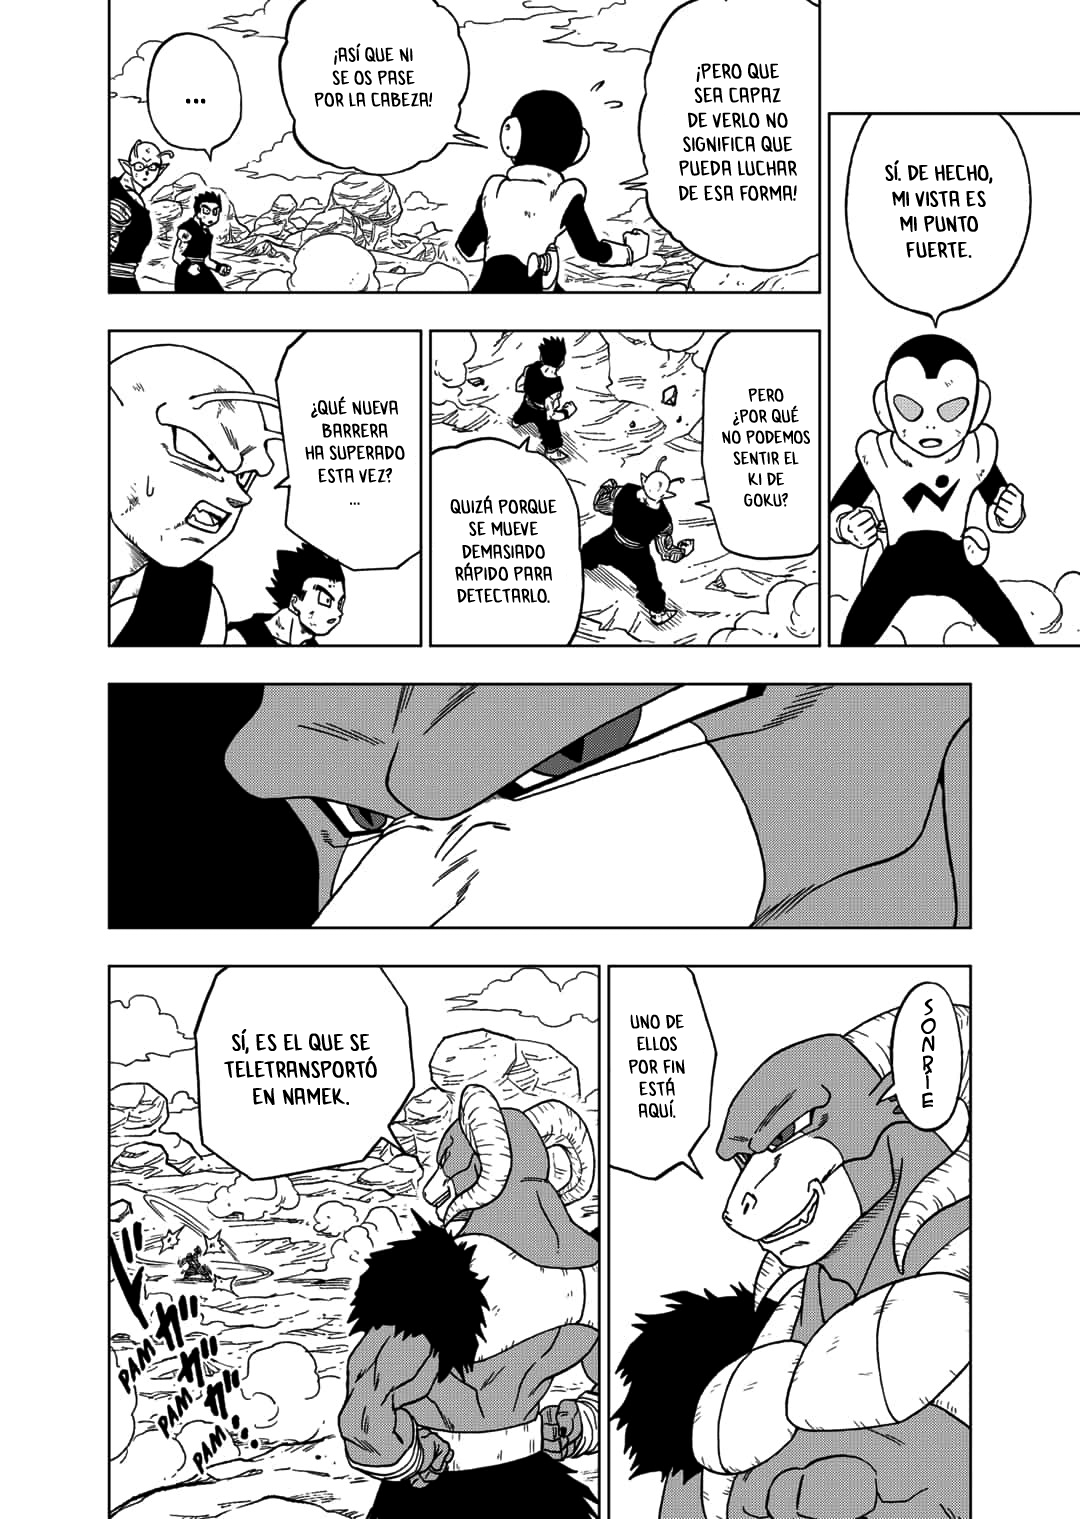 SÍ. DE HECHO,
MI VISTA ES
MI PUNTO
FUERTE.
¡PERO QUE
SEA CAPAZ
DE VERLO NO
SIGNIFICA QUE
PUEDA LUCHAR
DE ESA FORMA!
¡ASÍ QUE NI
SE OS PASE
POR LA CABEZA!
...
PERO
¿POR QUÉ
NO PODEMOS
SENTIR EL
KI DE
GOKU?
QUIZÁ PORQUE
SE MUEVE
DEMASIADO
RÁPIDO PARA
DETECTARLO.
¿QUÉ NUEVA
BARRERA
HA SUPERADO
ESTA VEZ?
...
SONRÍE
UNO DE
ELLOS
POR FIN
ESTÁ
AQUÍ.
SÍ, ES EL QUE SE
TELETRANSPORTÓ
EN NAMEK.
ガガガ…
PAM
PAM
PAM